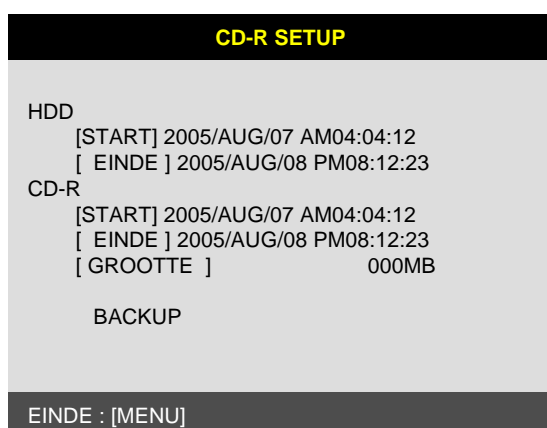 CD-R SETUP
HDD
[START] 2005/AUG/07 AM04:04:12
[ EINDE ] 2005/AUG/08 PM08:12:23
CD-R
[START] 2005/AUG/07 AM04:04:12
[ EINDE ] 2005/AUG/08 PM08:12:23
[ GROOTTE ] 000MB
BACKUP
EINDE : [MENU]